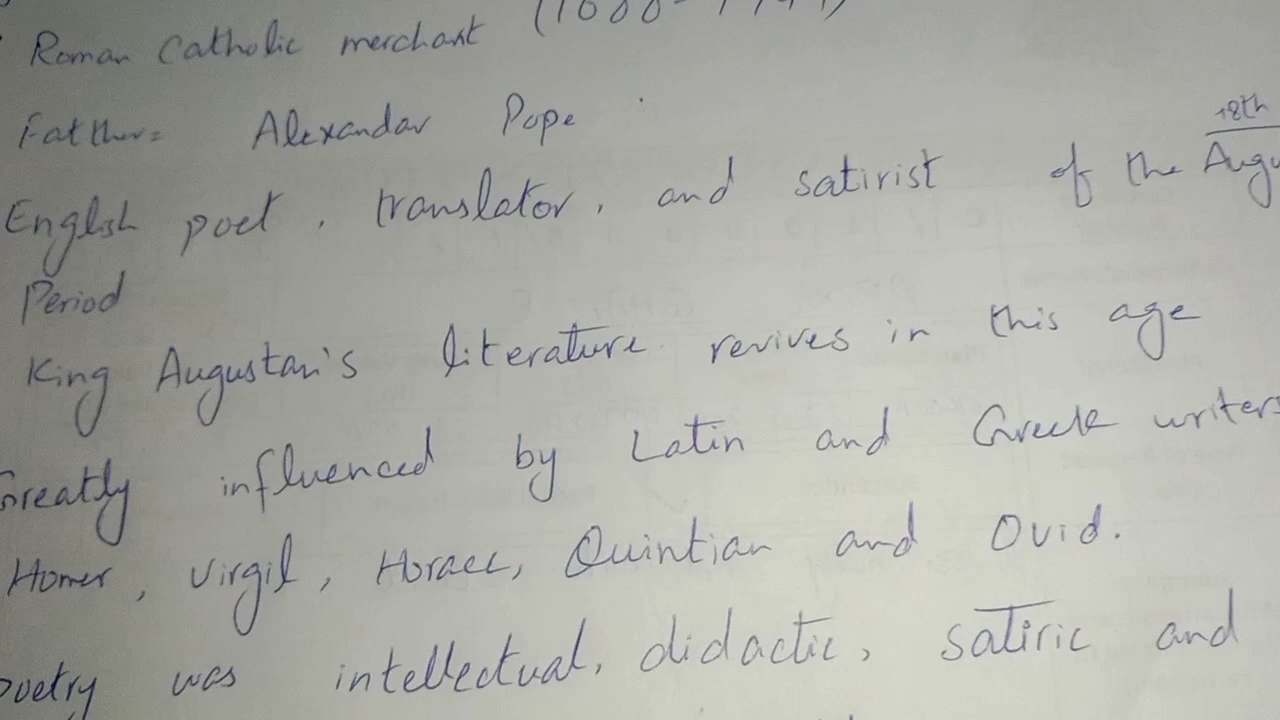 Roman Catholic merchant
Father = Alexandar Pope
18th
English poet, translator, and satirist of the Augu
Period
King Augustan's literature revives in this age
Greatly influenced by Latin and Greek writers
Homer, Virgil, Horace, Quintian and Ovid.
poetry was intellectual, didactic, satiric and